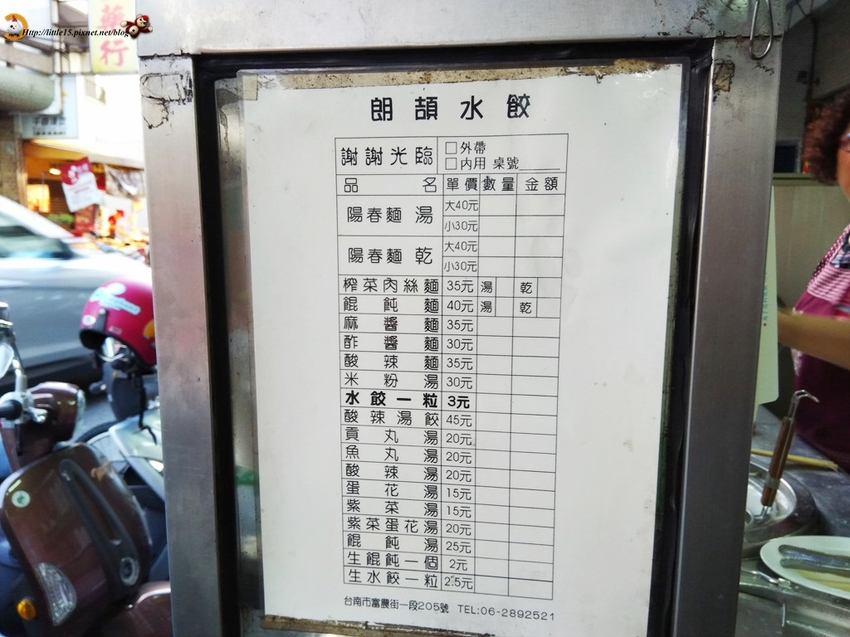 Http://little15.pixnet.net/blog
藥行
朗頡水餃
謝謝光臨 □外帶
□內用 桌號
品名 單價 數量 金額
陽春麵 湯 大40元
小30元
陽春麵 乾 大40元
小30元
榨菜肉絲麵 35元 湯 乾
餛飩麵 40元 湯 乾
麻醬麵 35元
酢醬麵 30元
酸辣麵 35元
米粉湯 30元
水餃一粒 3元
酸辣湯餃 45元
貢丸湯 20元
魚丸湯 20元
酸辣湯 20元
蛋花湯 15元
紫菜湯 15元
紫菜蛋花湯 20元
餛飩湯 25元
生餛飩一個 2元
生水餃一粒 2.5元
台南市富農街一段205號 TEL:06-2892521